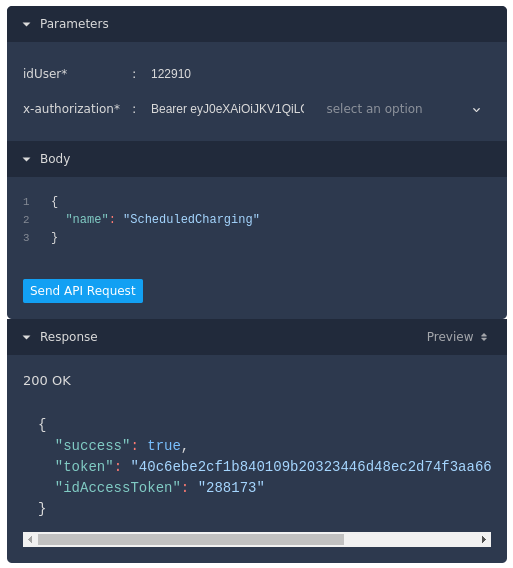 Parameters
idUser* : 122910
x-authorization* : Bearer eyJ0eXAiOiJKV1QiLC select an option
Body
1 {
2 "name": "ScheduledCharging"
3 }
Send API Request
Response Preview
200 OK
{
"success": true,
"token": "40c6ebe2cf1b840109b20323446d48ec2d74f3aa66
"idAccessToken": "288173"
}